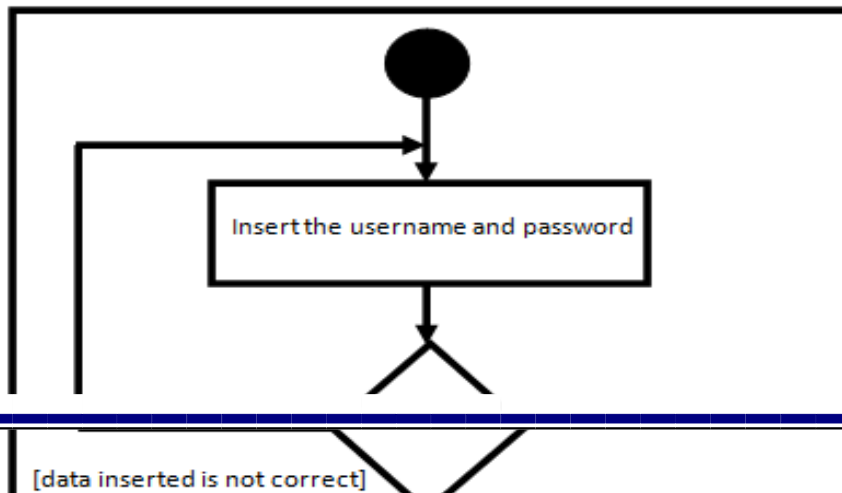 Insert the username and password
[data inserted is not correct]